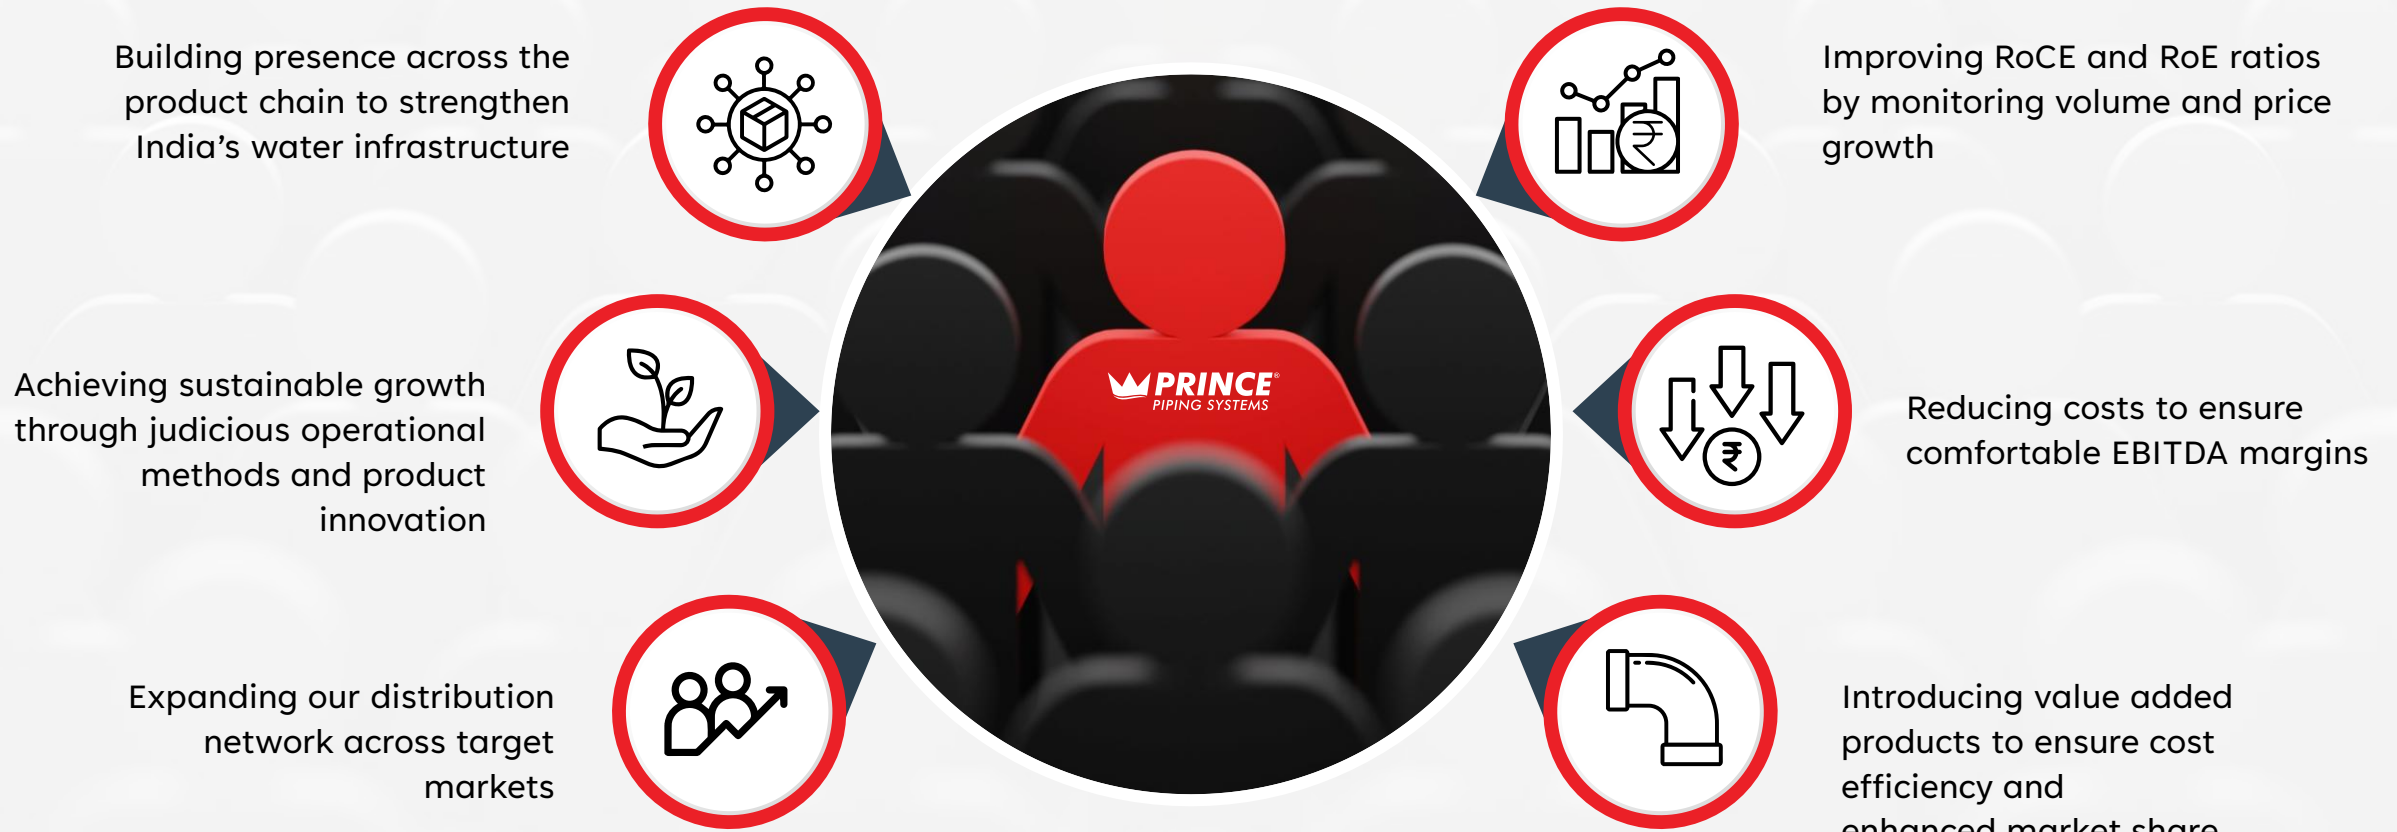 Building presence across the
product chain to strengthen
India’s water infrastructure
Achieving sustainable growth
through judicious operational
methods and product
innovation
Expanding our distribution
network across target
markets
PRINCE®
PIPING SYSTEMS
Improving RoCE and RoE ratios
by monitoring volume and price
growth
Reducing costs to ensure
comfortable EBITDA margins
Introducing value added
products to ensure cost
efficiency and
enhanced market share
₹
₹